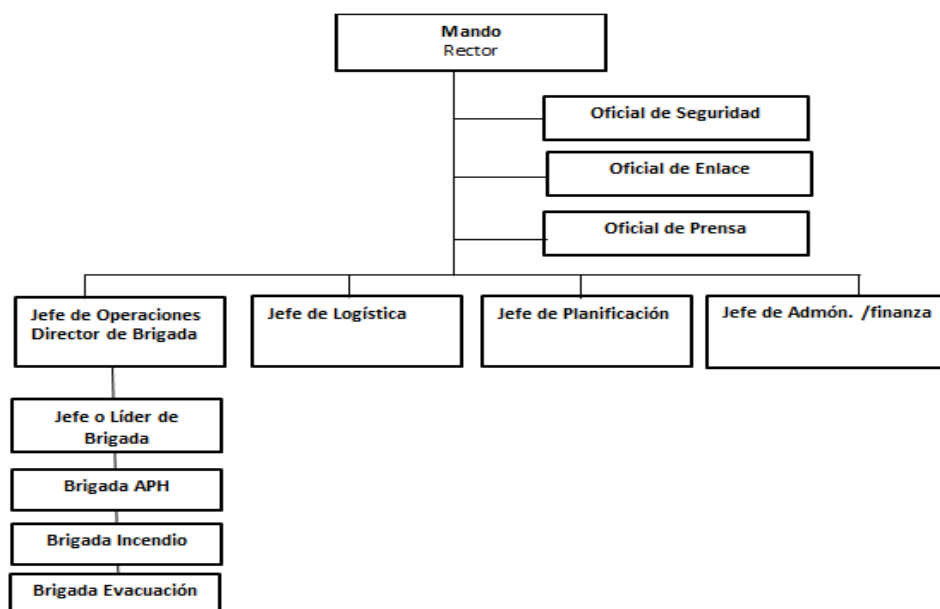 Mando
Rector
Oficial de Seguridad
Oficial de Enlace
Oficial de Prensa
Jefe de Operaciones
Director de Brigada
Jefe de Logística
Jefe de Planificación
Jefe de Admón. /finanza
Jefe o Líder de
Brigada
Brigada APH
Brigada Incendio
Brigada Evacuación